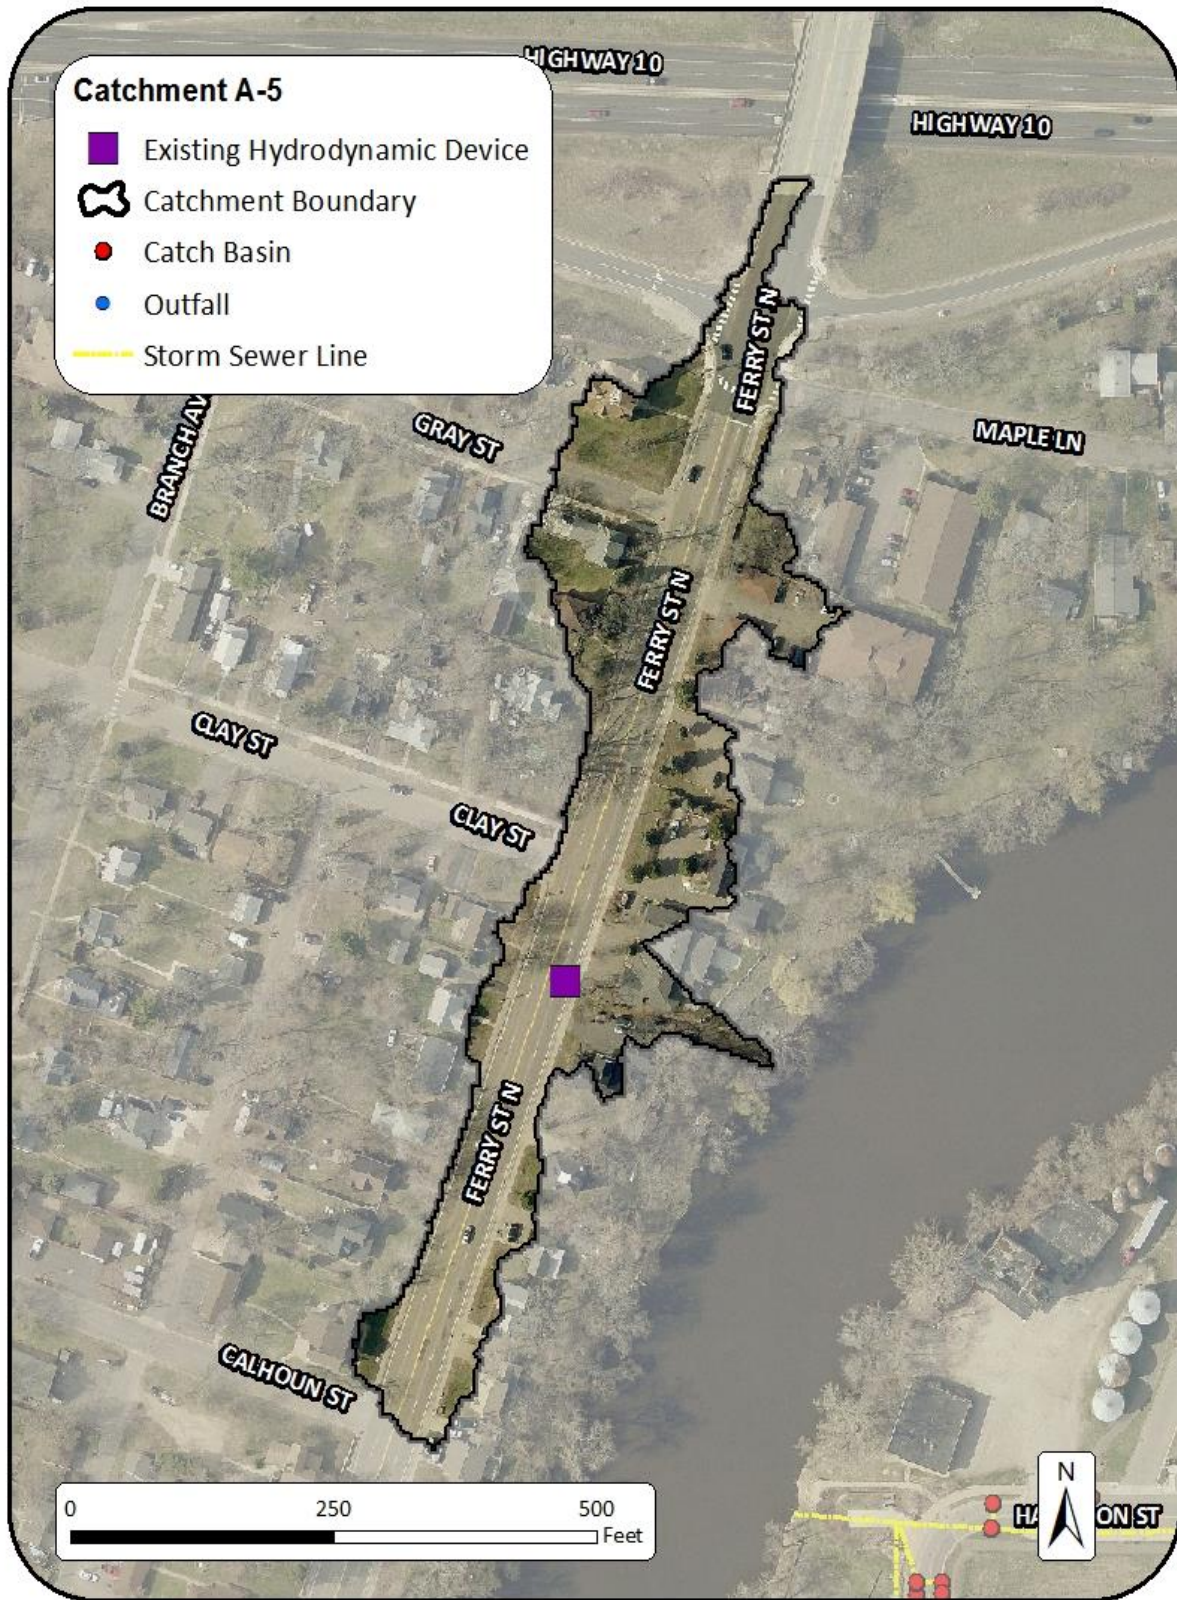 HIGHWAY 10
Catchment A-5
Existing Hydrodynamic Device
Catchment Boundary
Catch Basin
Outfall
Storm Sewer Line
HIGHWAY 10
FERRY ST N
BRANCH AV
GRAY ST
MAPLE LN
FERRY ST N
CLAY ST
CLAY ST
FERRY ST N
CALHOUN ST
0 250 500
Feet
N
HA ON ST